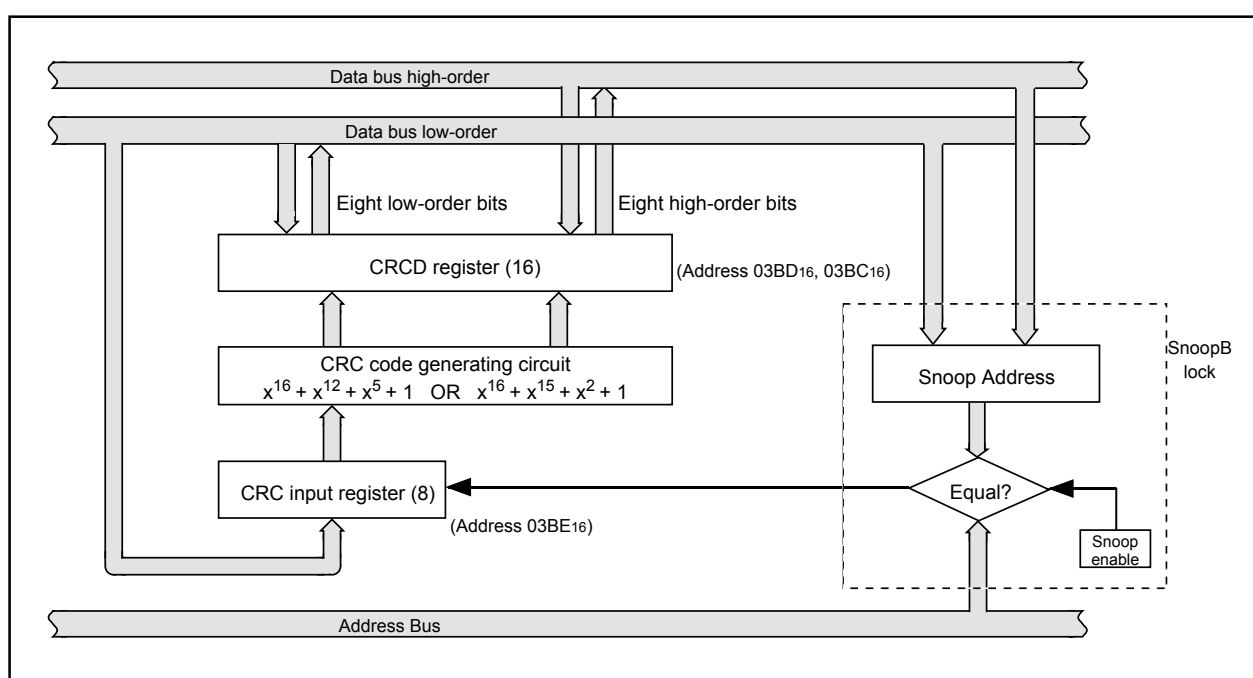 Data bus high-order
Data bus low-order
Eight low-order bits
Eight high-order bits
CRCD register (16)
(Address 03BD16, 03BC16)
SnoopB
lock
CRC code generating circuit
x16 + x12 + x5 + 1 OR x16 + x15 + x2 + 1
Snoop Address
CRC input register (8)
Equal?
(Address 03BE16)
Snoop
enable
Address Bus